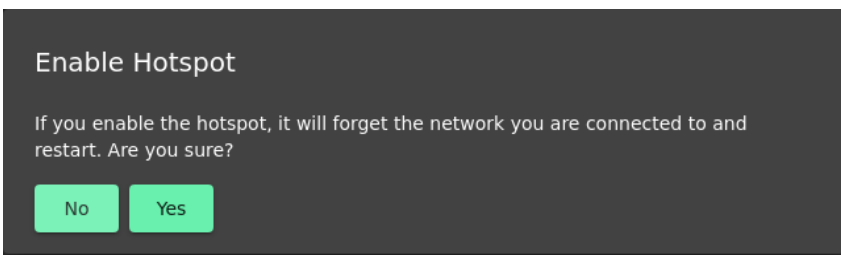 Enable Hotspot
If you enable the hotspot, it will forget the network you are connected to and
restart. Are you sure?
No Yes